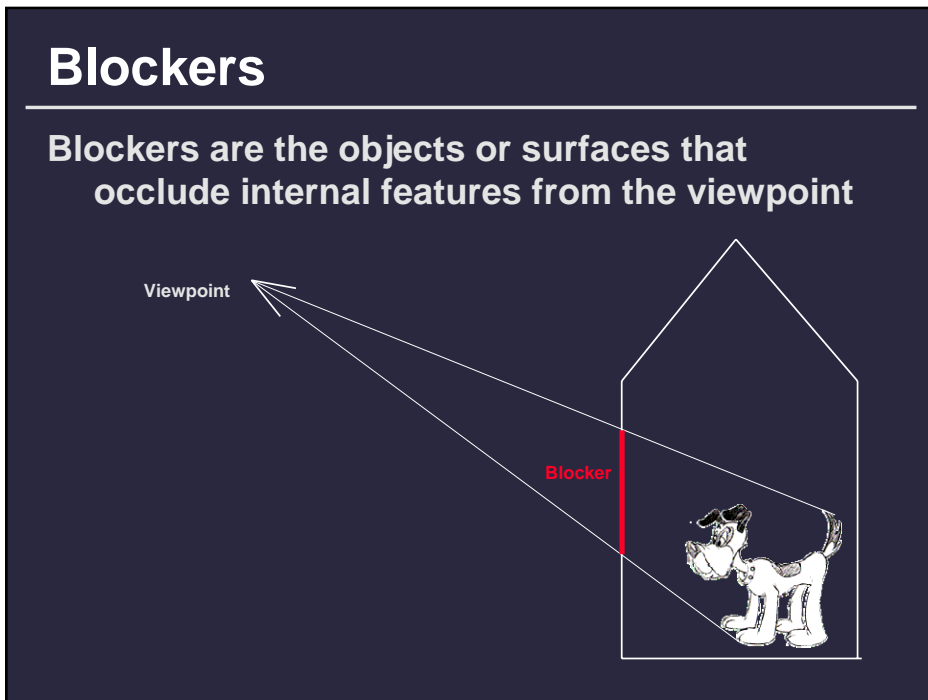 Blockers
Blockers are the objects or surfaces that
occlude internal features from the viewpoint
Viewpoint
Blocker